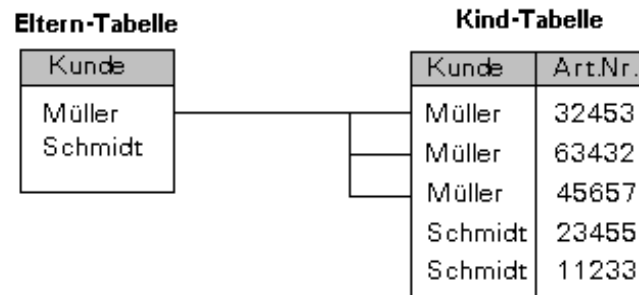 Eltern-Tabelle
Kunde
Müller
Schmidt
Kind-Tabelle
Kunde Art.Nr.
Müller 32453
Müller 63432
Müller 45657
Schmidt 23455
Schmidt 11233